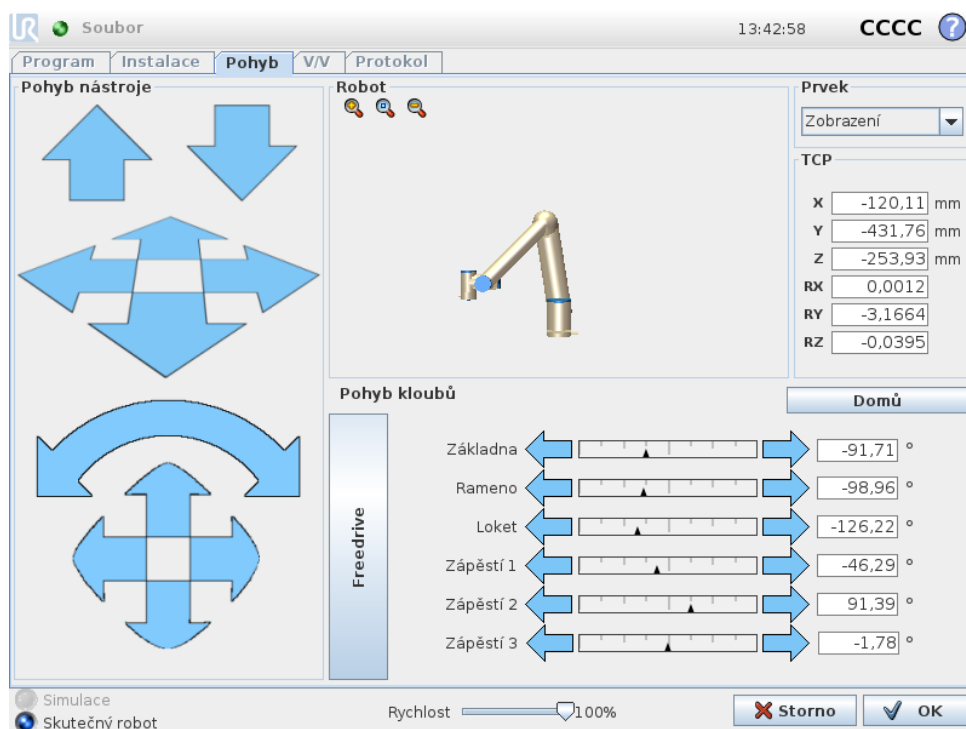 UR Soubor 13:42:58 CCCC ?
Program Instalace Pohyb V/V Protokol
Pohyb nástroje
Robot
Prvek
Zobrazení
TCP
X -120,11 mm
Y -431,76 mm
Z -253,93 mm
RX 0,0012
RY -3,1664
RZ -0,0395
Pohyb kloubů
Domů
Freedrive
Základna -91,71 °
Rameno -98,96 °
Loket -126,22 °
Zápěstí 1 -46,29 °
Zápěstí 2 91,39 °
Zápěstí 3 -1,78 °
Simulace
Skutečný robot
Rychlost 100%
Storno
OK